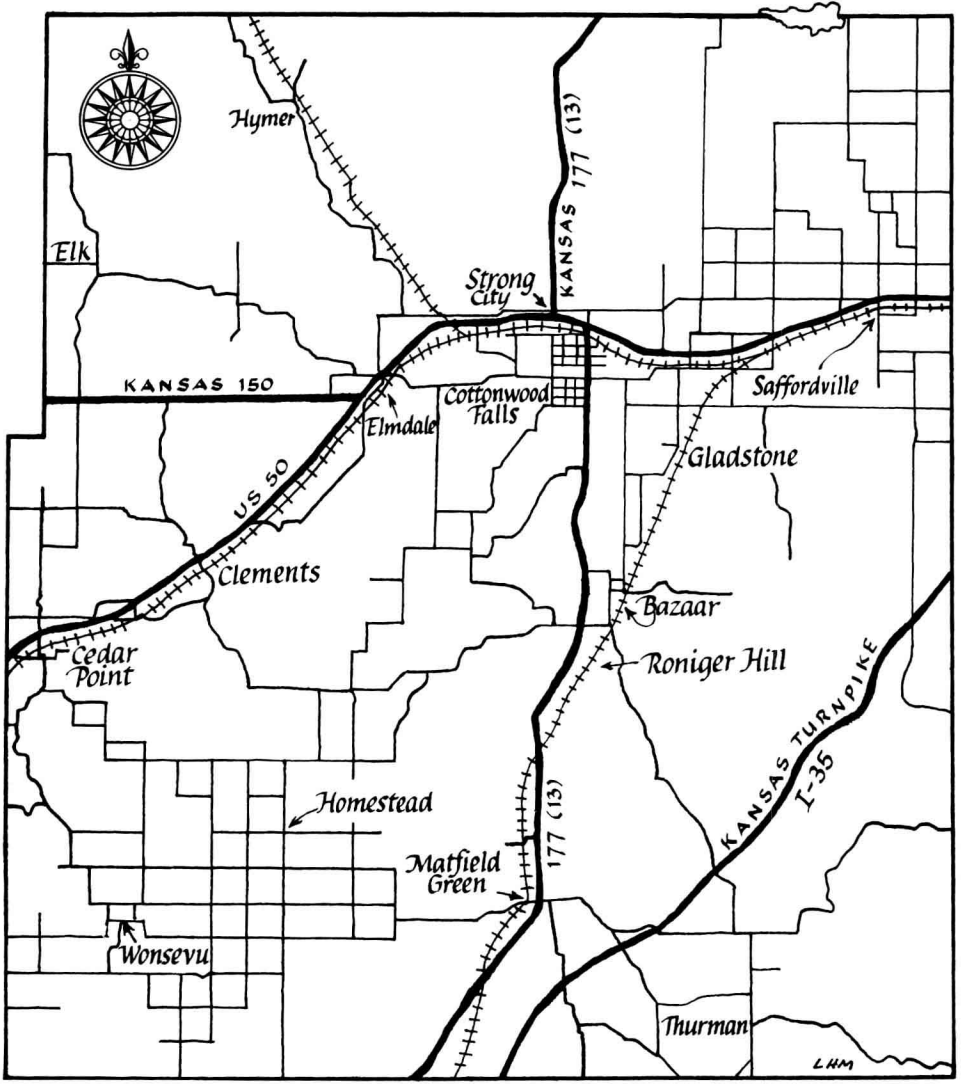 Hymer
KANSAS 177 (13)
Elk
Strong
City
KANSAS 150
Cottonwood
Falls
Saffordville
Elmdale
Gladstone
US 50
Clements
Bazaar
Cedar
Point
Roniger Hill
KANSAS TURNPIKE
I-35
Homestead
177 (13)
Matfield
Green
Wonsevu
Thurman
LHM